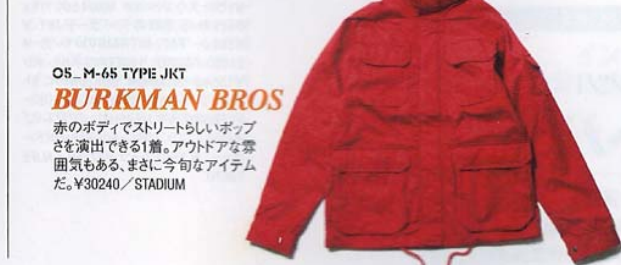 05_M-65 TYPE JKT
BURKMAN BROS
赤のボディでストリートらしいポップ
さを演出できる1着。アウトドアな雰
囲気もある、まさに今旬なアイテム
だ。¥30240／STADIUM